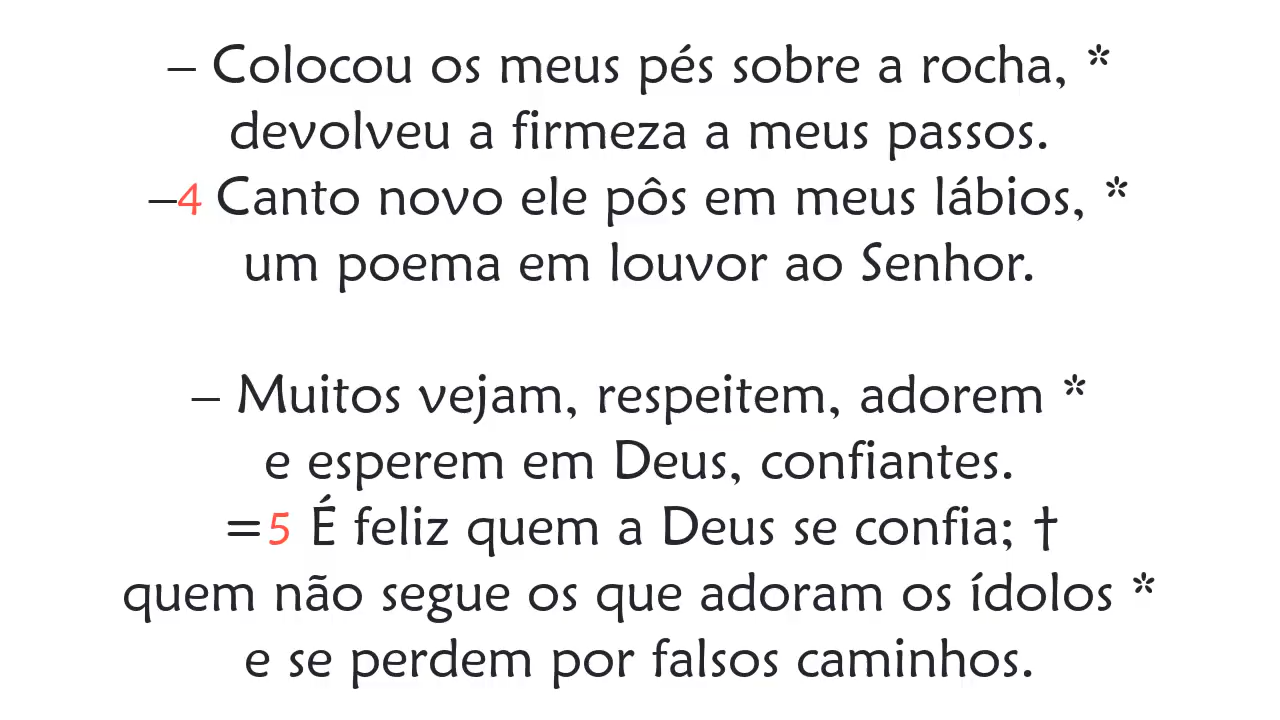 – Colocou os meus pés sobre a rocha, *
devolveu a firmeza a meus passos.
–4 Canto novo ele pôs em meus lábios, *
um poema em louvor ao Senhor.
– Muitos vejam, respeitem, adorem *
e esperem em Deus, confiantes.
=5 É feliz quem a Deus se confia; †
quem não segue os que adoram os ídolos *
e se perdem por falsos caminhos.